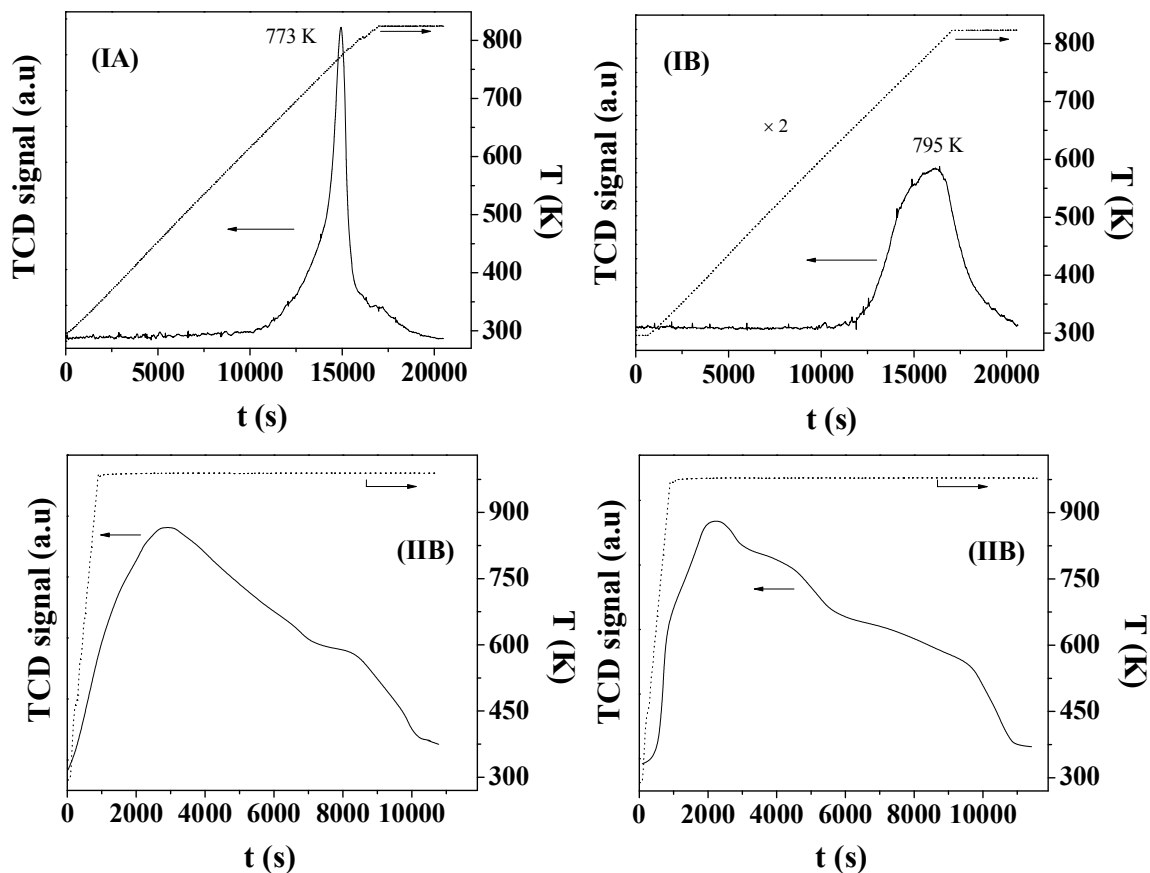 (IA)
773 K
TCD signal (a.u)
800
700
600
500
400
300
T (K)
0 5000 10000 15000 20000
t (s)
(IB)
× 2
795 K
TCD signal (a.u)
800
700
600
500
400
300
T (K)
0 5000 10000 15000 20000
t (s)
(IIB)
TCD signal (a.u)
900
750
600
450
300
T (K)
0 2000 4000 6000 8000 10000
t (s)
(IIB)
TCD signal (a.u)
900
750
600
450
300
T (K)
0 2000 4000 6000 8000 10000
t (s)